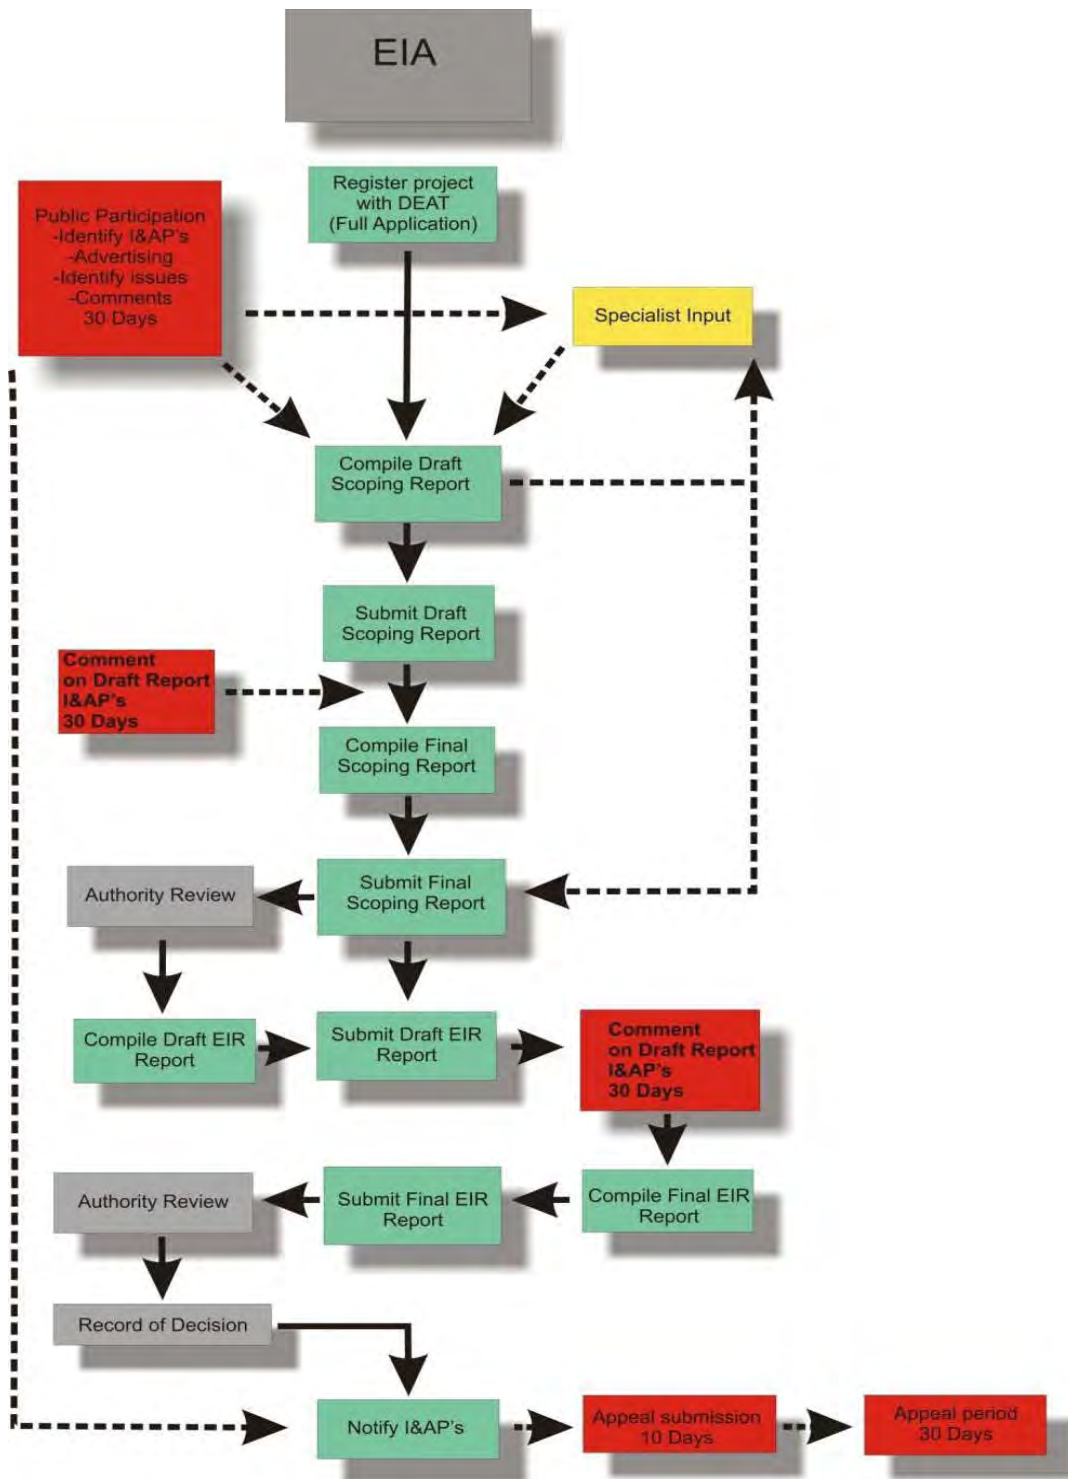 EIA
Register project
with DEAT
(Full Application)
Public Participation
-Identify I&AP's
-Advertising
-Identify issues
-Comments
30 Days
Specialist Input
Compile Draft
Scoping Report
Submit Draft
Scoping Report
Comment
on Draft Report
I&AP's
30 Days
Compile Final
Scoping Report
Submit Final
Scoping Report
Authority Review
Compile Draft EIR
Report
Submit Draft EIR
Report
Comment
on Draft Report
I&AP's
30 Days
Compile Final EIR
Report
Submit Final EIR
Report
Authority Review
Record of Decision
Notify I&AP's
Appeal submission
10 Days
Appeal period
30 Days